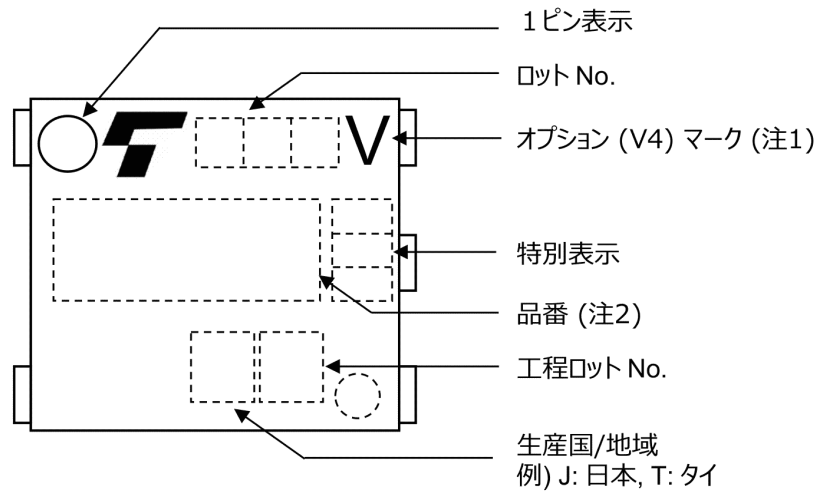 1ピン表示
ロット No.
V
オプション (V4) マーク (注1)
特別表示
品番 (注2)
工程ロット No.
生産国/地域
例) J: 日本, T: タイ